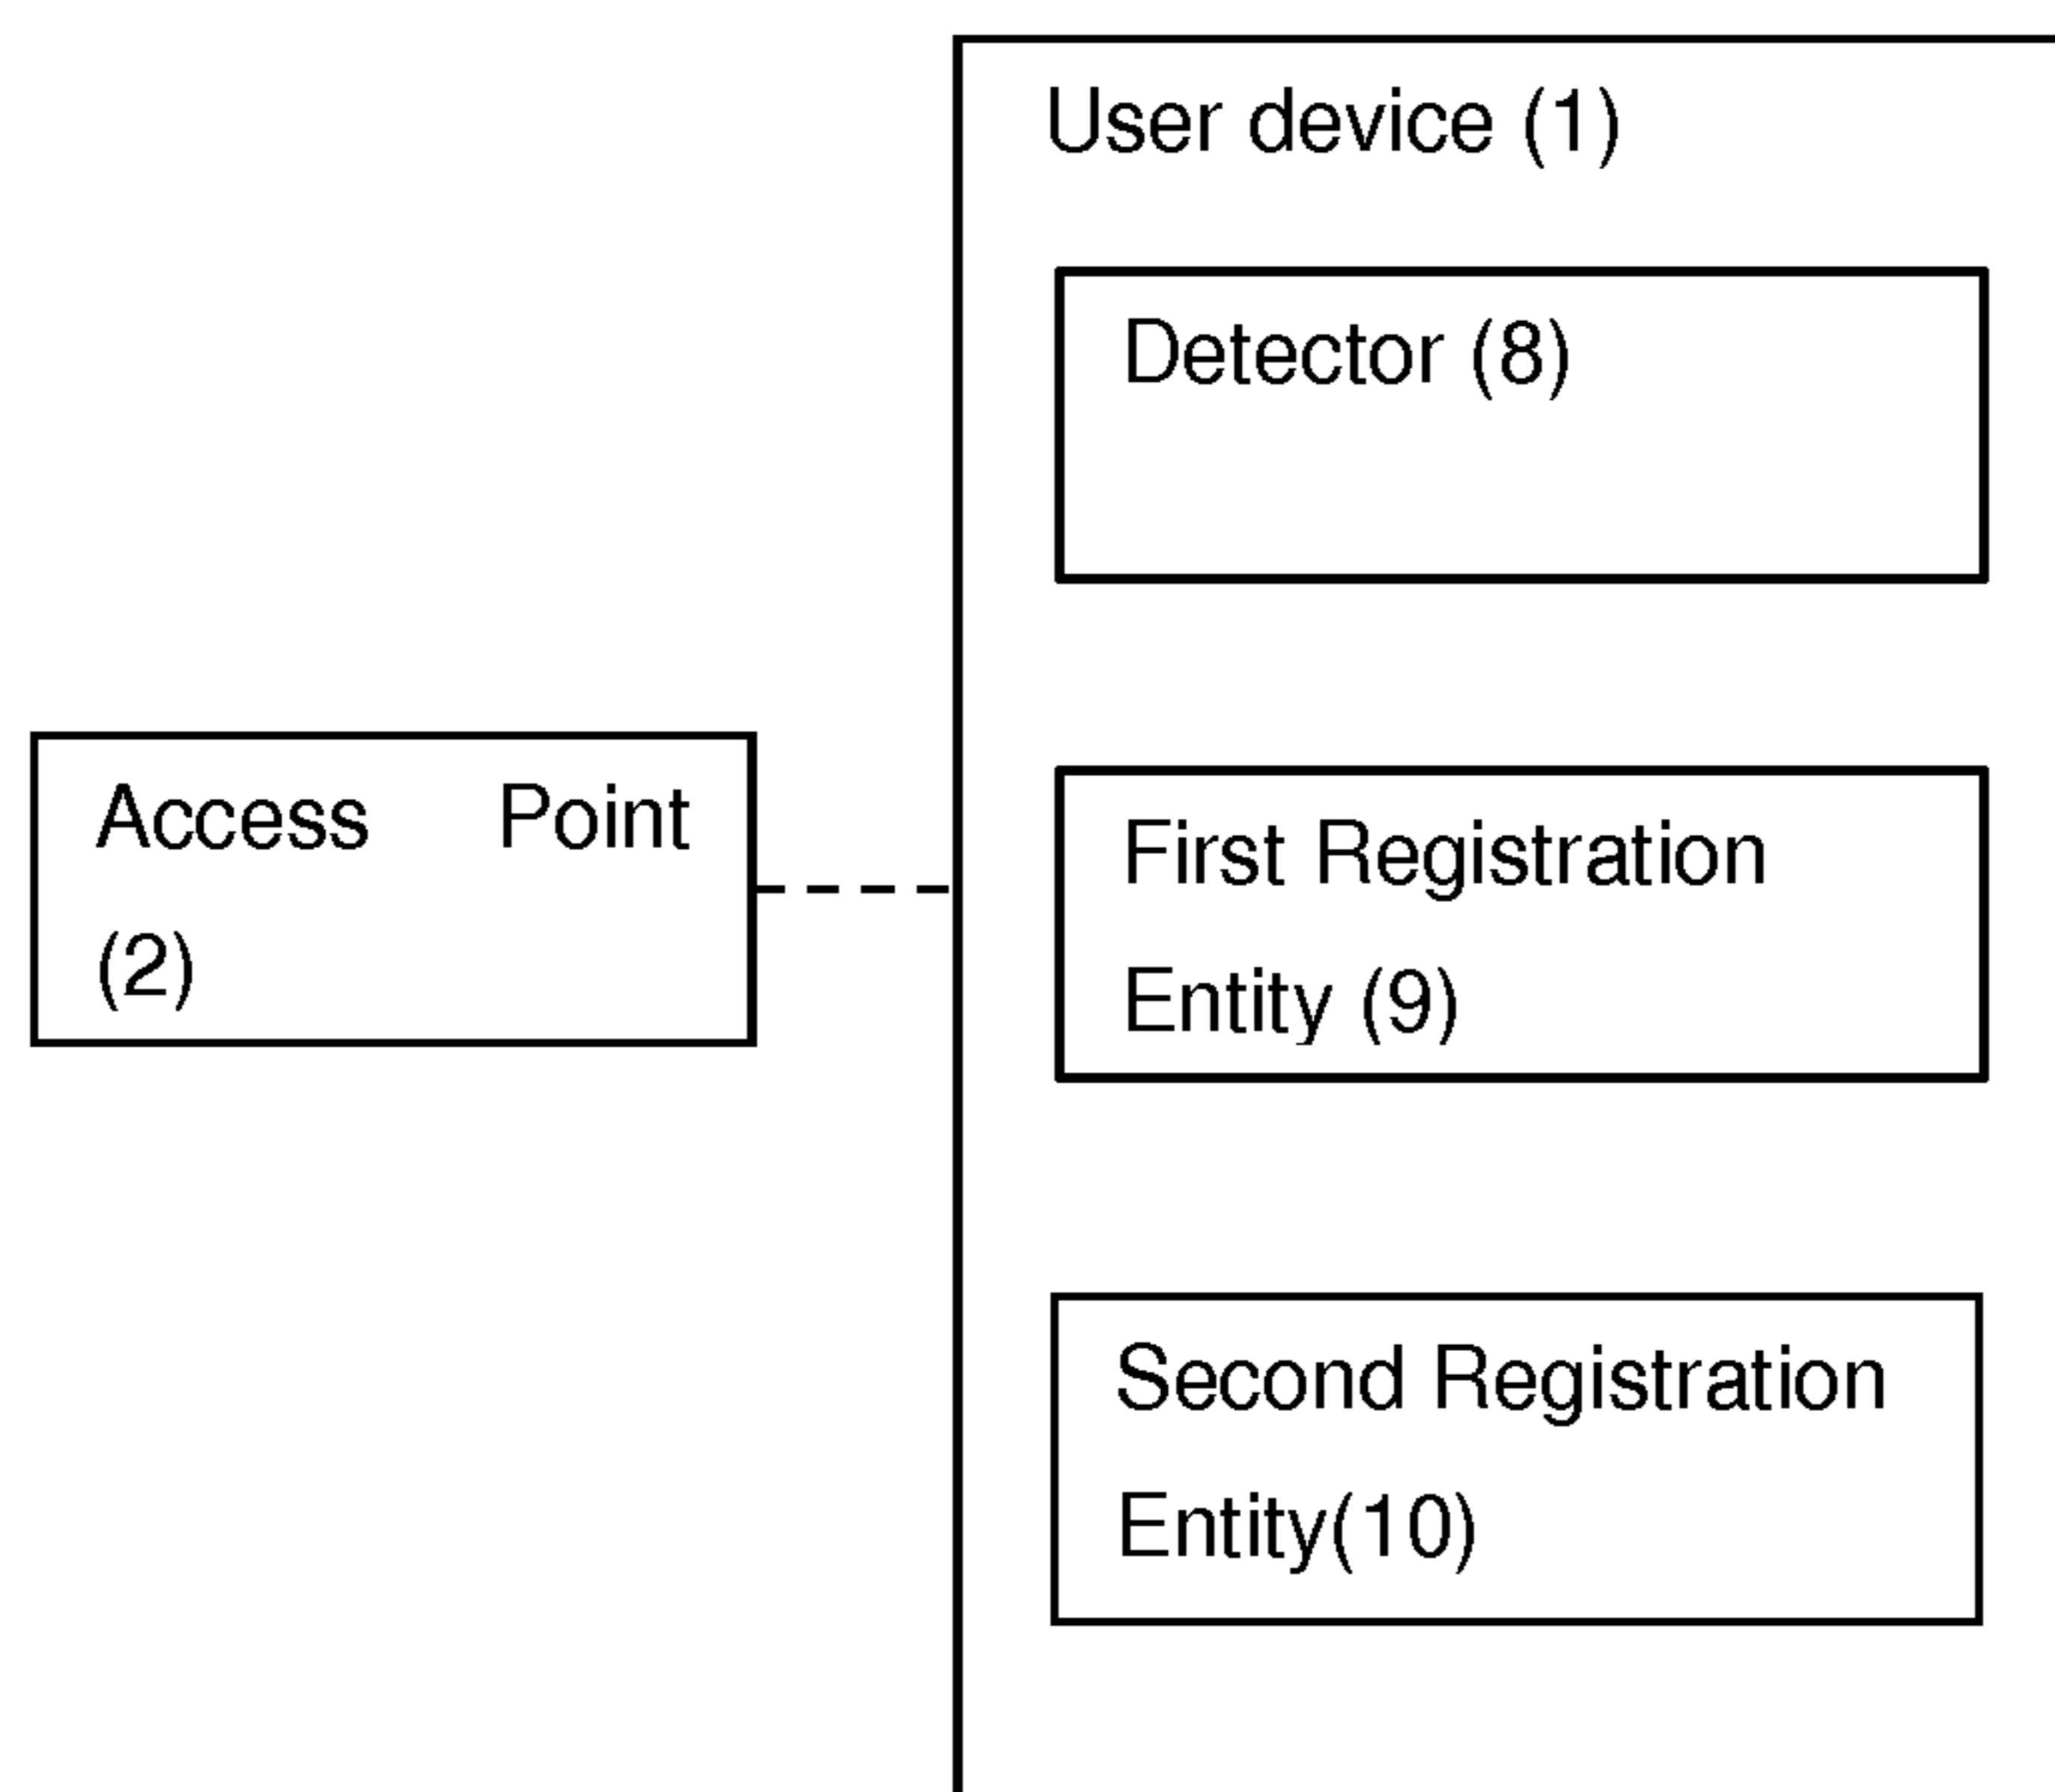 User device (1)
Detector (8)
Access Point
(2)
First Registration
Entity (9)
Second Registration
Entity(10)